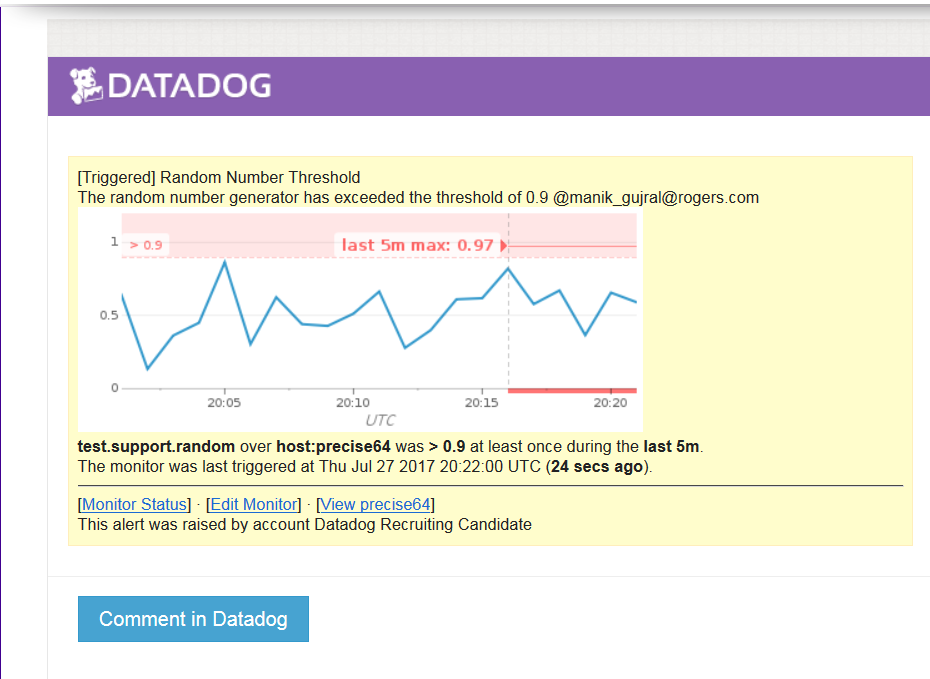 DATADOG
[Triggered] Random Number Threshold
The random number generator has exceeded the threshold of 0.9 @manik_gujral@rogers.com
1
> 0.9
last 5m max: 0.97
0.5
0
20:05 20:10 20:15 20:20
UTC
test.support.random over host:precise64 was > 0.9 at least once during the last 5m.
The monitor was last triggered at Thu Jul 27 2017 20:22:00 UTC (24 secs ago).
[Monitor Status] · [Edit Monitor] · [View precise64]
This alert was raised by account Datadog Recruiting Candidate
Comment in Datadog